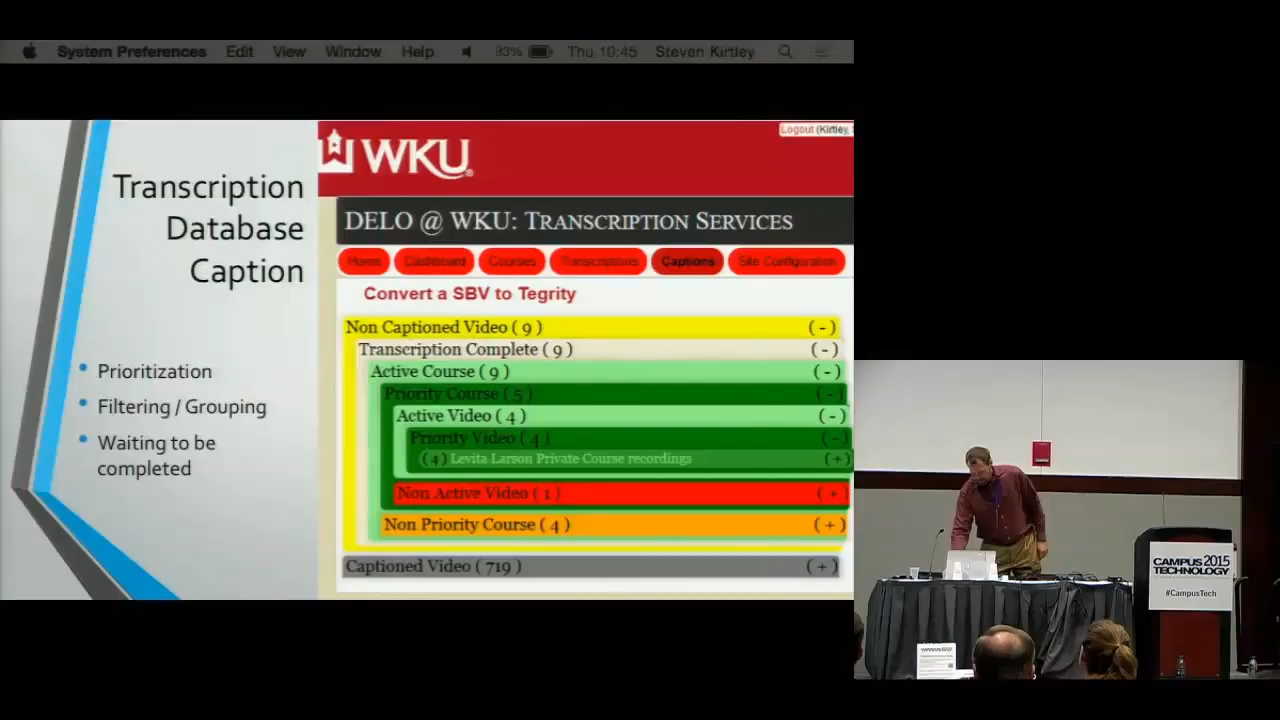 System Preferences Edit View Window Help 93% Thu 10:45 Steven Kirtley
Transcription
Database
Caption
Prioritization
Filtering / Grouping
Waiting to be
completed
Logout (Kirtley,
WKU
DELO @ WKU: TRANSCRIPTION SERVICES
Home Dashboard Courses Transcriptions Captions Site Configuration
Convert a SBV to Tegrity
Non Captioned Video ( 9 ) ( - )
Transcription Complete ( 9 ) ( - )
Active Course ( 9 ) ( - )
Priority Course ( 5 ) ( - )
Active Video ( 4 ) ( - )
Priority Video ( 4 ) ( - )
( 4 ) Levita Larson Private Course recordings ( + )
Non Active Video ( 1 ) ( +
Non Priority Course ( 4 ) ( + )
Captioned Video ( 719 ) ( + )
CAMPUS 2015
TECHNOLOGY
#CampusTech